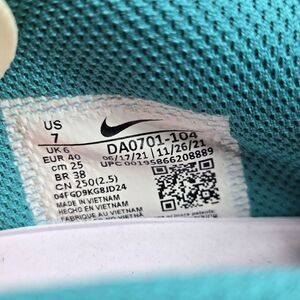 US
7
UK 6
EUR 40
cm 25
BR 38
CN 250(2.5)
04FGD9KG8JD24
MADE IN VIETNAM
HECHO EN VIETNAM
FABRIQUÉ AU VIETNAM
DA0701-104
06/17/21 11/26/21
UPC 00195866208889